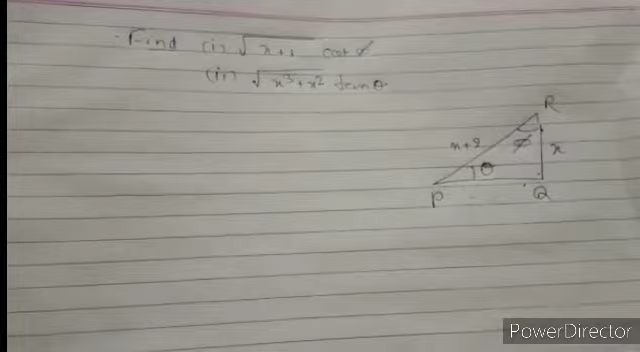 Find (i) √x+1 cot ϕ
(ii) √x³+x² tan θ
R
x+2
ϕ
x
θ
P
Q
PowerDirector